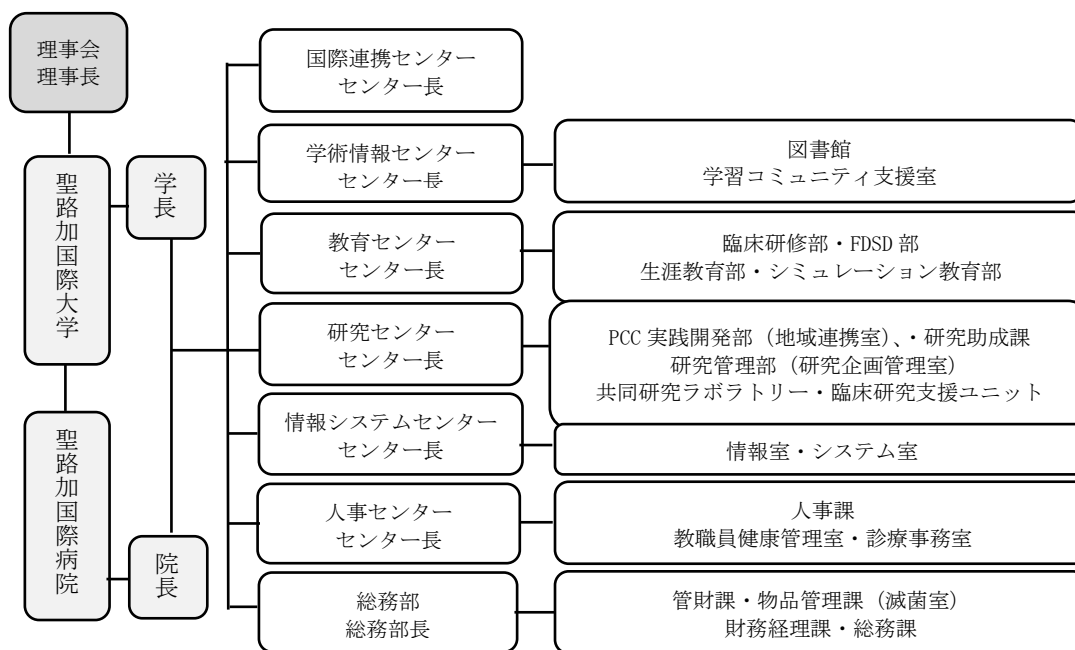 理事会
理事長
聖路加国際大学
学長
聖路加国際病院
院長
国際連携センター
センター長
学術情報センター
センター長
図書館
学習コミュニティ支援室
教育センター
センター長
臨床研修部・FDSD 部
生涯教育部・シミュレーション教育部
研究センター
センター長
PCC 実践開発部（地域連携室）、・研究助成課
研究管理部（研究企画管理室）
共同研究ラボラトリー・臨床研究支援ユニット
情報システムセンター
センター長
情報室・システム室
人事センター
センター長
人事課
教職員健康管理室・診療事務室
総務部
総務部長
管財課・物品管理課（滅菌室）
財務経理課・総務課